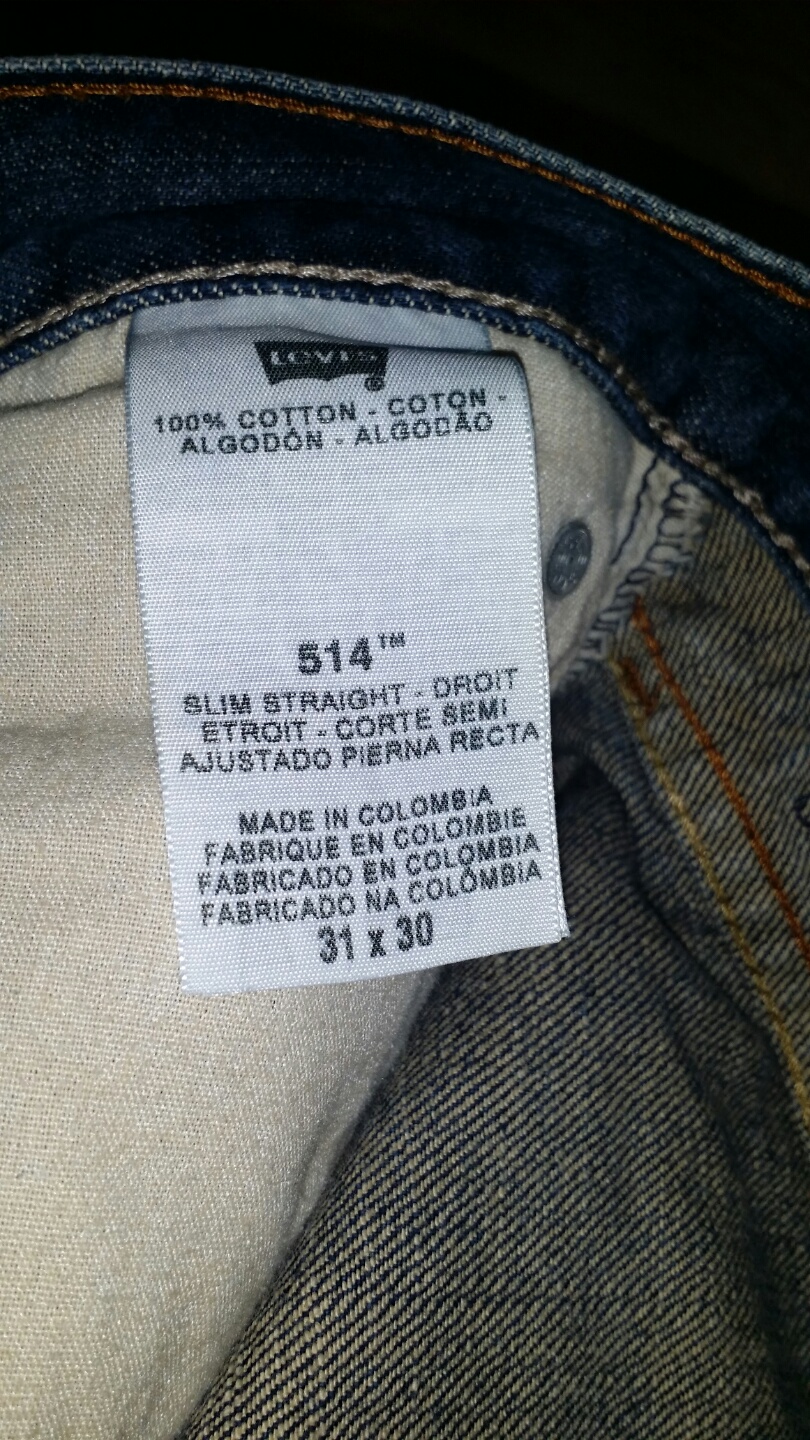 LEVI'S
®
100% COTTON - COTON -
ALGODÓN - ALGODÃO
514™
SLIM STRAIGHT - DROIT
ETROIT - CORTE SEMI
AJUSTADO PIERNA RECTA
MADE IN COLOMBIA
FABRIQUE EN COLOMBIE
FABRICADO EN COLOMBIA
FABRICADO NA COLÔMBIA
31 x 30